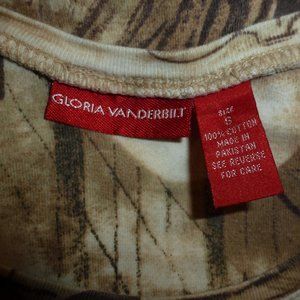 GLORIA VANDERBILT
SIZE
S
100% COTTON
MADE IN
PAKISTAN
SEE REVERSE
FOR CARE